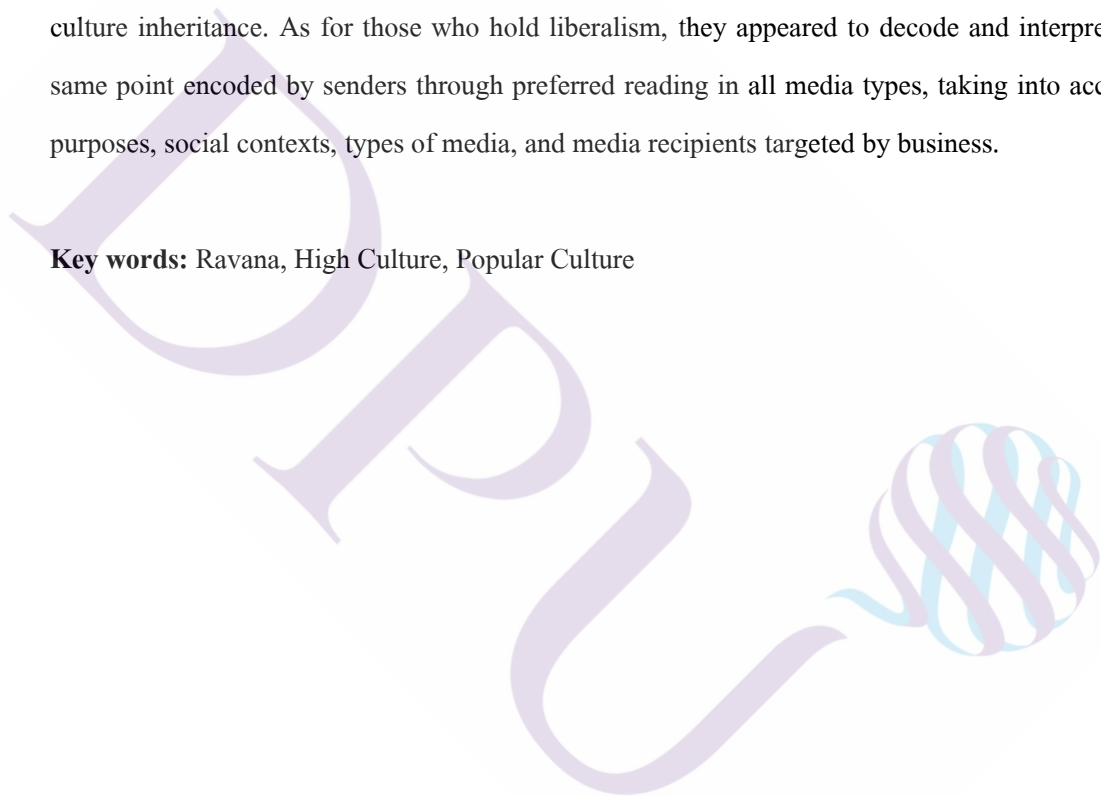 culture inheritance. As for those who hold liberalism, they appeared to decode and interpre
same point encoded by senders through preferred reading in all media types, taking into acc
purposes, social contexts, types of media, and media recipients targeted by business.
Key words: Ravana, High Culture, Popular Culture
DPU